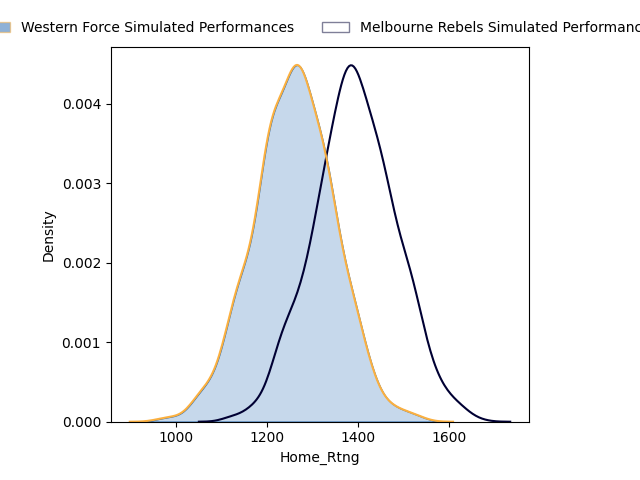 Western Force Simulated Performances
Melbourne Rebels Simulated
0.004
0.003
0.002
0.001
0.000
Density
1000 1200 1400 1600
Home_Rtng